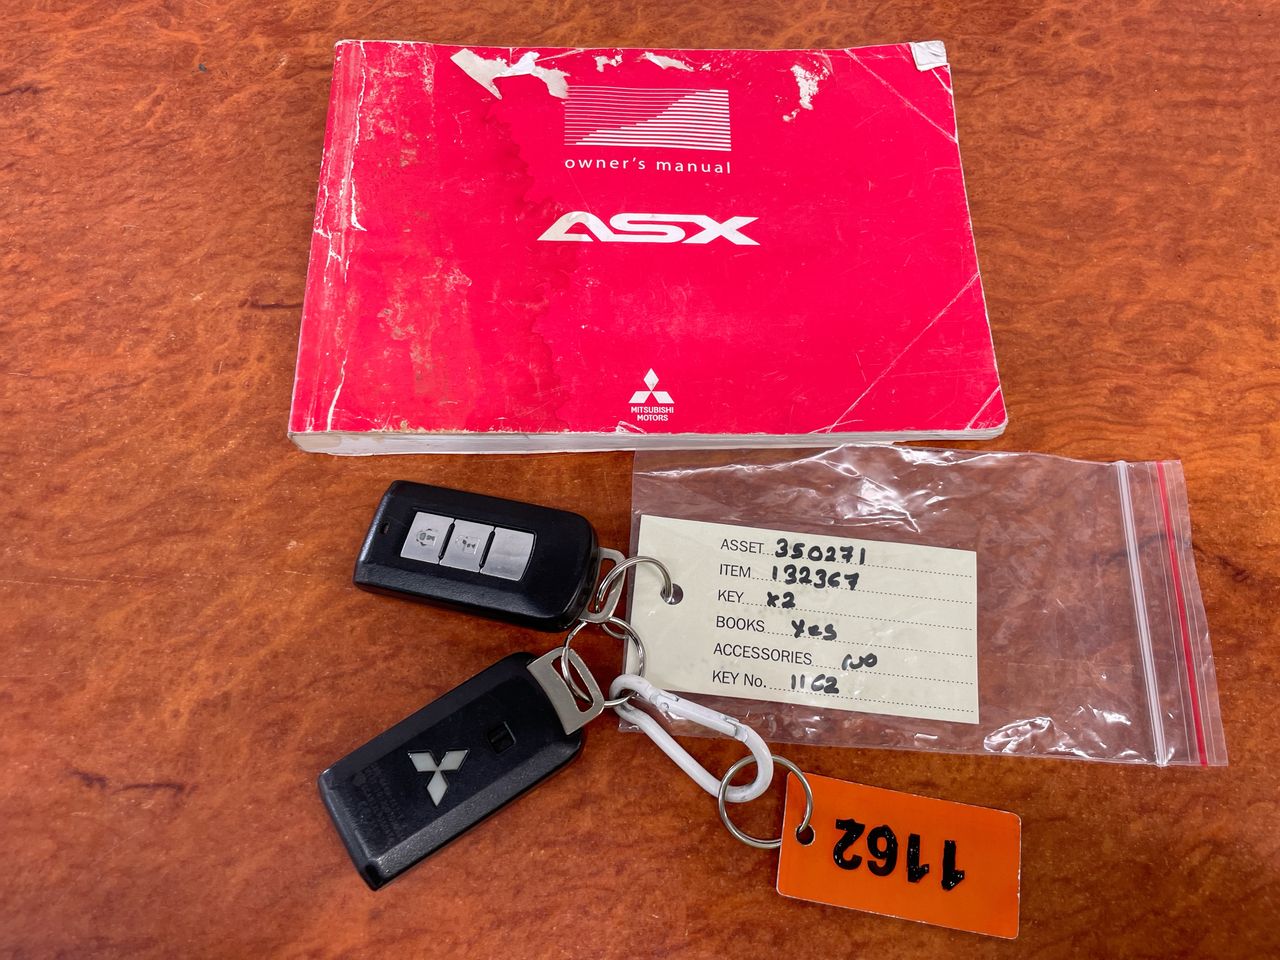 owner's manual
ASX
MITSUBISHI
MOTORS
ASSET 350271
ITEM 132367
KEY x2
BOOKS Yes
ACCESSORIES NO
KEY No. 1162
1162